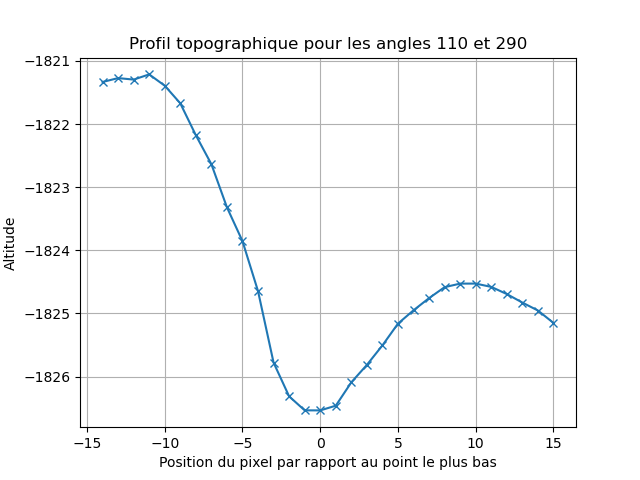 Profil topographique pour les angles 110 et 290
−1821
−1822
−1823
−1824
−1825
−1826
Altitude
−15 −10 −5 0 5 10 15
Position du pixel par rapport au point le plus bas